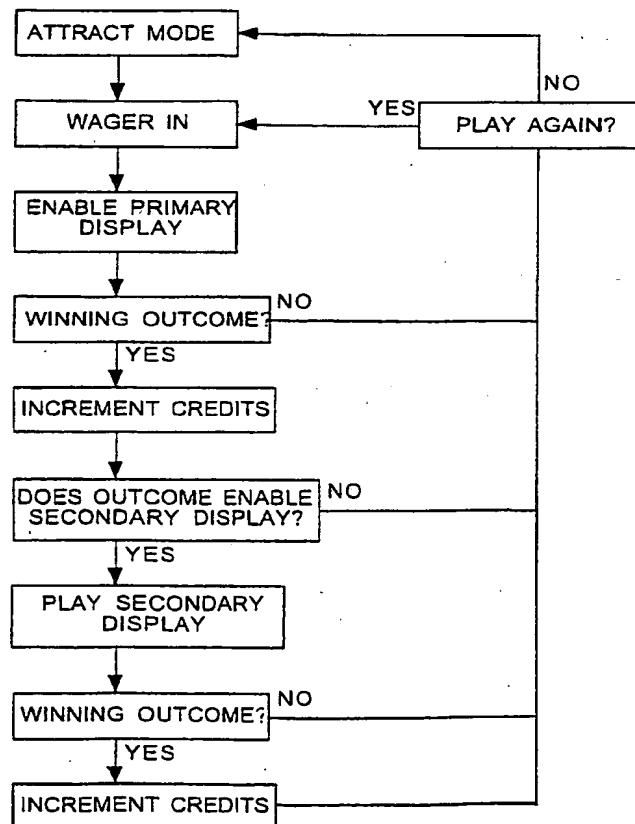 ATTRACT MODE
NO
YES
WAGER IN
PLAY AGAIN?
ENABLE PRIMARY
DISPLAY
NO
WINNING OUTCOME?
YES
INCREMENT CREDITS
DOES OUTCOME ENABLE
SECONDARY DISPLAY?
NO
YES
PLAY SECONDARY
DISPLAY
NO
WINNING OUTCOME?
YES
INCREMENT CREDITS